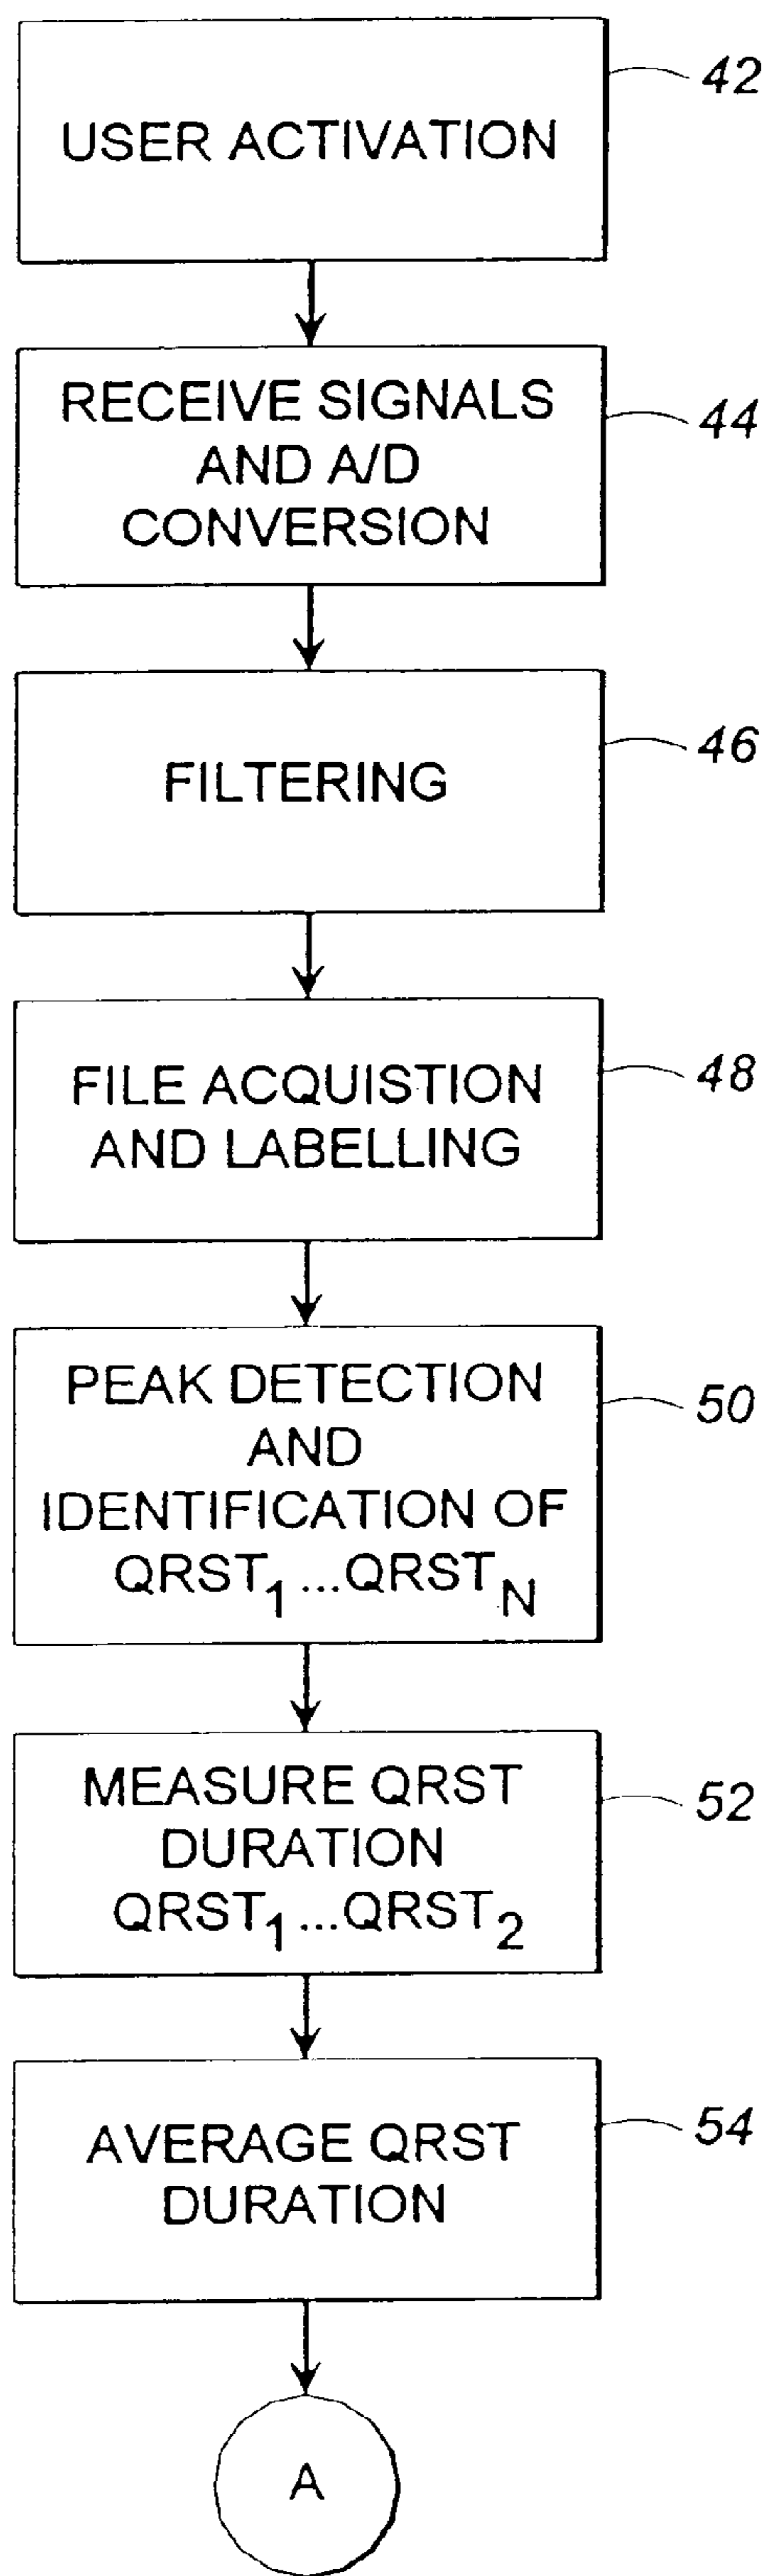 USER ACTIVATION
42
RECEIVE SIGNALS
AND A/D
CONVERSION
44
FILTERING
46
FILE ACQUISTION
AND LABELLING
48
PEAK DETECTION
AND
IDENTIFICATION OF
QRST₁...QRST_N
50
MEASURE QRST
DURATION
QRST₁...QRST₂
52
AVERAGE QRST
DURATION
54
A